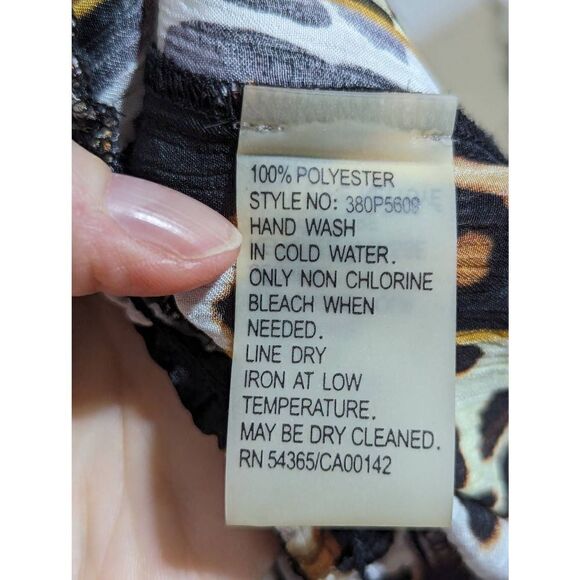 100% POLYESTER
STYLE NO: 380P5609
HAND WASH
IN COLD WATER.
ONLY NON CHLORINE
BLEACH WHEN
NEEDED.
LINE DRY
IRON AT LOW
TEMPERATURE.
MAY BE DRY CLEANED.
RN 54365/CA00142